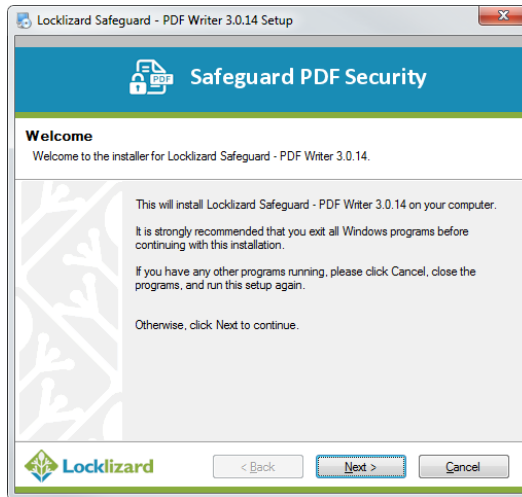 Locklizard Safeguard - PDF Writer 3.0.14 Setup
X
PDF
Safeguard PDF Security
Welcome
Welcome to the installer for Locklizard Safeguard - PDF Writer 3.0.14.
This will install Locklizard Safeguard - PDF Writer 3.0.14 on your computer.
It is strongly recommended that you exit all Windows programs before
continuing with this installation.
If you have any other programs running, please click Cancel, close the
programs, and run this setup again.
Otherwise, click Next to continue.
Locklizard
< Back
Next >
Cancel